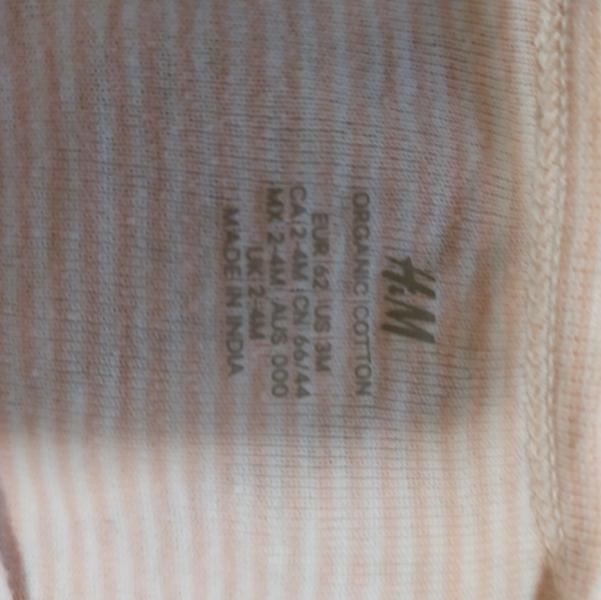 H&M
ORGANIC COTTON
EUR 62 US 3M
CA 2-4M CN 66/44
MX 2-4M AUS 000
UK 2-4M
MADE IN INDIA